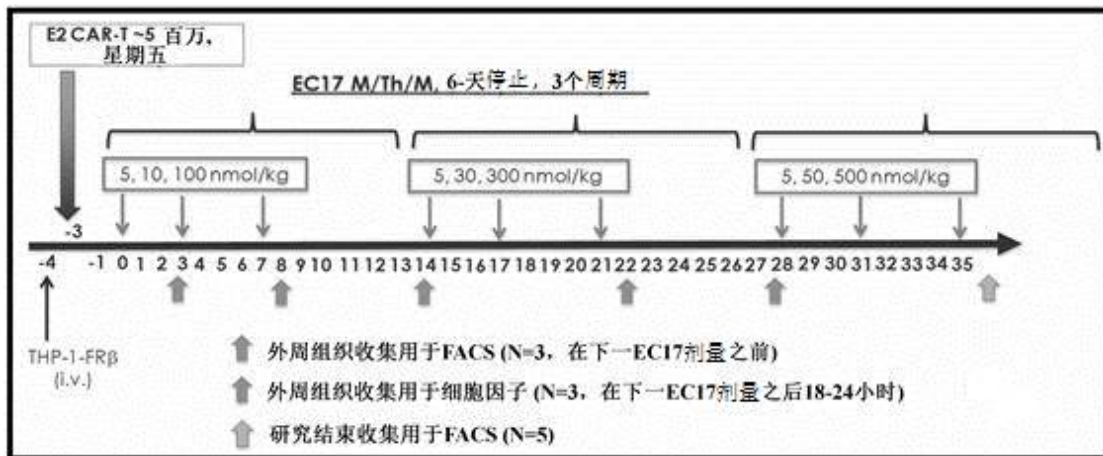 E2 CAR-T ~5 百万,
星期五
EC17 M/Th/M, 6-天停止，3个周期
5, 10, 100 nmol/kg
5, 30, 300 nmol/kg
5, 50, 500 nmol/kg
-3
-4 -1 0 1 2 3 4 5 6 7 8 9 10 11 12 13 14 15 16 17 18 19 20 21 22 23 24 25 26 27 28 29 30 31 32 33 34 35
THP-1-FRβ
(i.v.)
外周组织收集用于FACS (N=3，在下一EC17剂量之前)
外周组织收集用于细胞因子 (N=3，在下一EC17剂量之后18-24小时)
研究结束收集用于FACS (N=5)